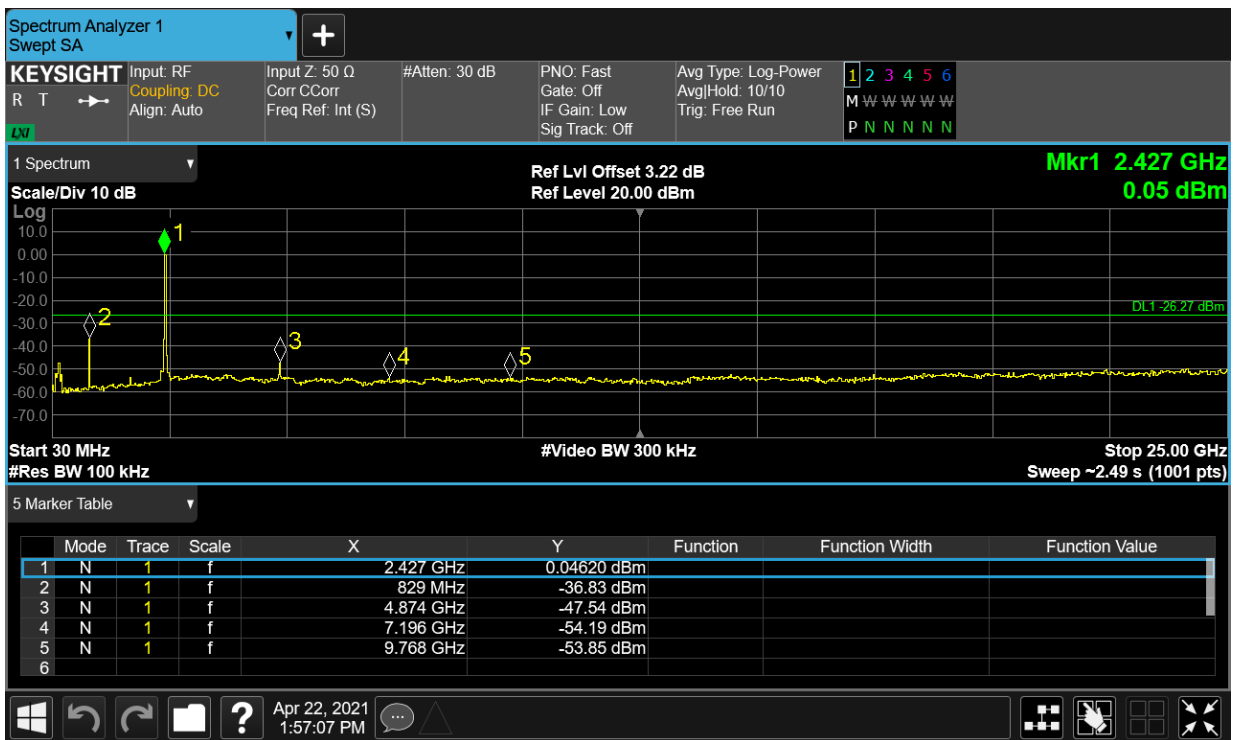 Spectrum Analyzer 1
Swept SA
KEYSIGHT
R T
LXI
Input: RF
Coupling: DC
Align: Auto
Input Z: 50 Ω
Corr CCorr
Freq Ref: Int (S)
#Atten: 30 dB
PNO: Fast
Gate: Off
IF Gain: Low
Sig Track: Off
Avg Type: Log-Power
Avg|Hold: 10/10
Trig: Free Run
1 2 3 4 5 6
M W W W W W
P N N N N N
1 Spectrum
Scale/Div 10 dB
Ref Lvl Offset 3.22 dB
Ref Level 20.00 dBm
Mkr1 2.427 GHz
0.05 dBm
Log
10.0
0.00
-10.0
-20.0
-30.0
-40.0
-50.0
-60.0
-70.0
1
2
3
4
5
DL1 -26.27 dBm
Start 30 MHz
#Video BW 300 kHz
Stop 25.00 GHz
#Res BW 100 kHz
Sweep ~2.49 s (1001 pts)
5 Marker Table
Mode Trace Scale X Y Function Function Width Function Value
1 N 1 f 2.427 GHz 0.04620 dBm
2 N 1 f 829 MHz -36.83 dBm
3 N 1 f 4.874 GHz -47.54 dBm
4 N 1 f 7.196 GHz -54.19 dBm
5 N 1 f 9.768 GHz -53.85 dBm
6
?
Apr 22, 2021
1:57:07 PM